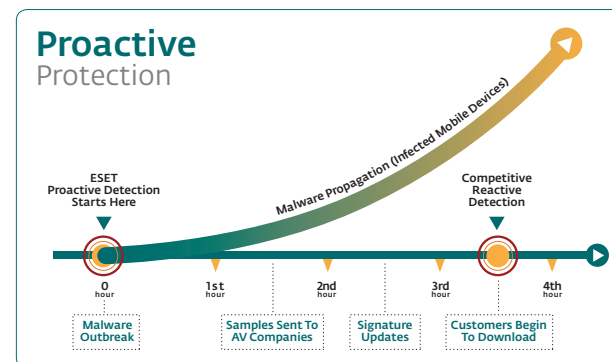 Proactive
Protection
ESET
Proactive Detection
Starts Here
Malware Propagation (Infected Mobile Devices)
Competitive
Reactive
Detection
0
hour
1st
hour
2nd
hour
3rd
hour
4th
hour
Malware
Outbreak
Samples Sent To
AV Companies
Signature
Updates
Customers Begin
To Download